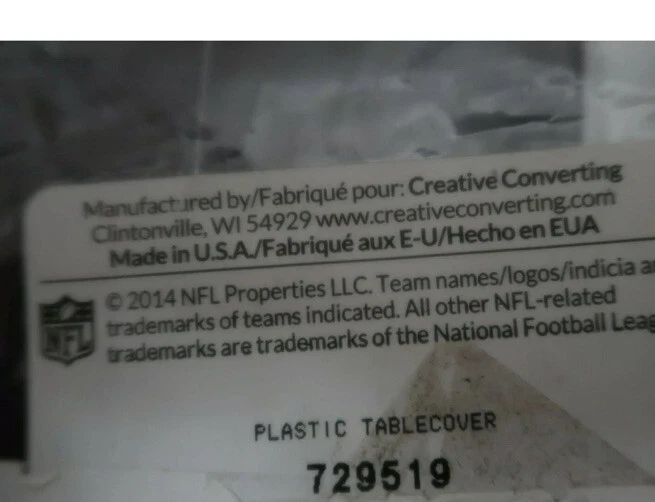 Manufactured by/Fabriqué pour: Creative Converting
Clintonville, WI 54929 www.creativeconverting.com
Made in U.S.A./Fabriqué aux E-U/Hecho en EUA
© 2014 NFL Properties LLC. Team names/logos/indicia
trademarks of teams indicated. All other NFL-related
trademarks are trademarks of the National Football
NFL
PLASTIC TABLECOVER
729519